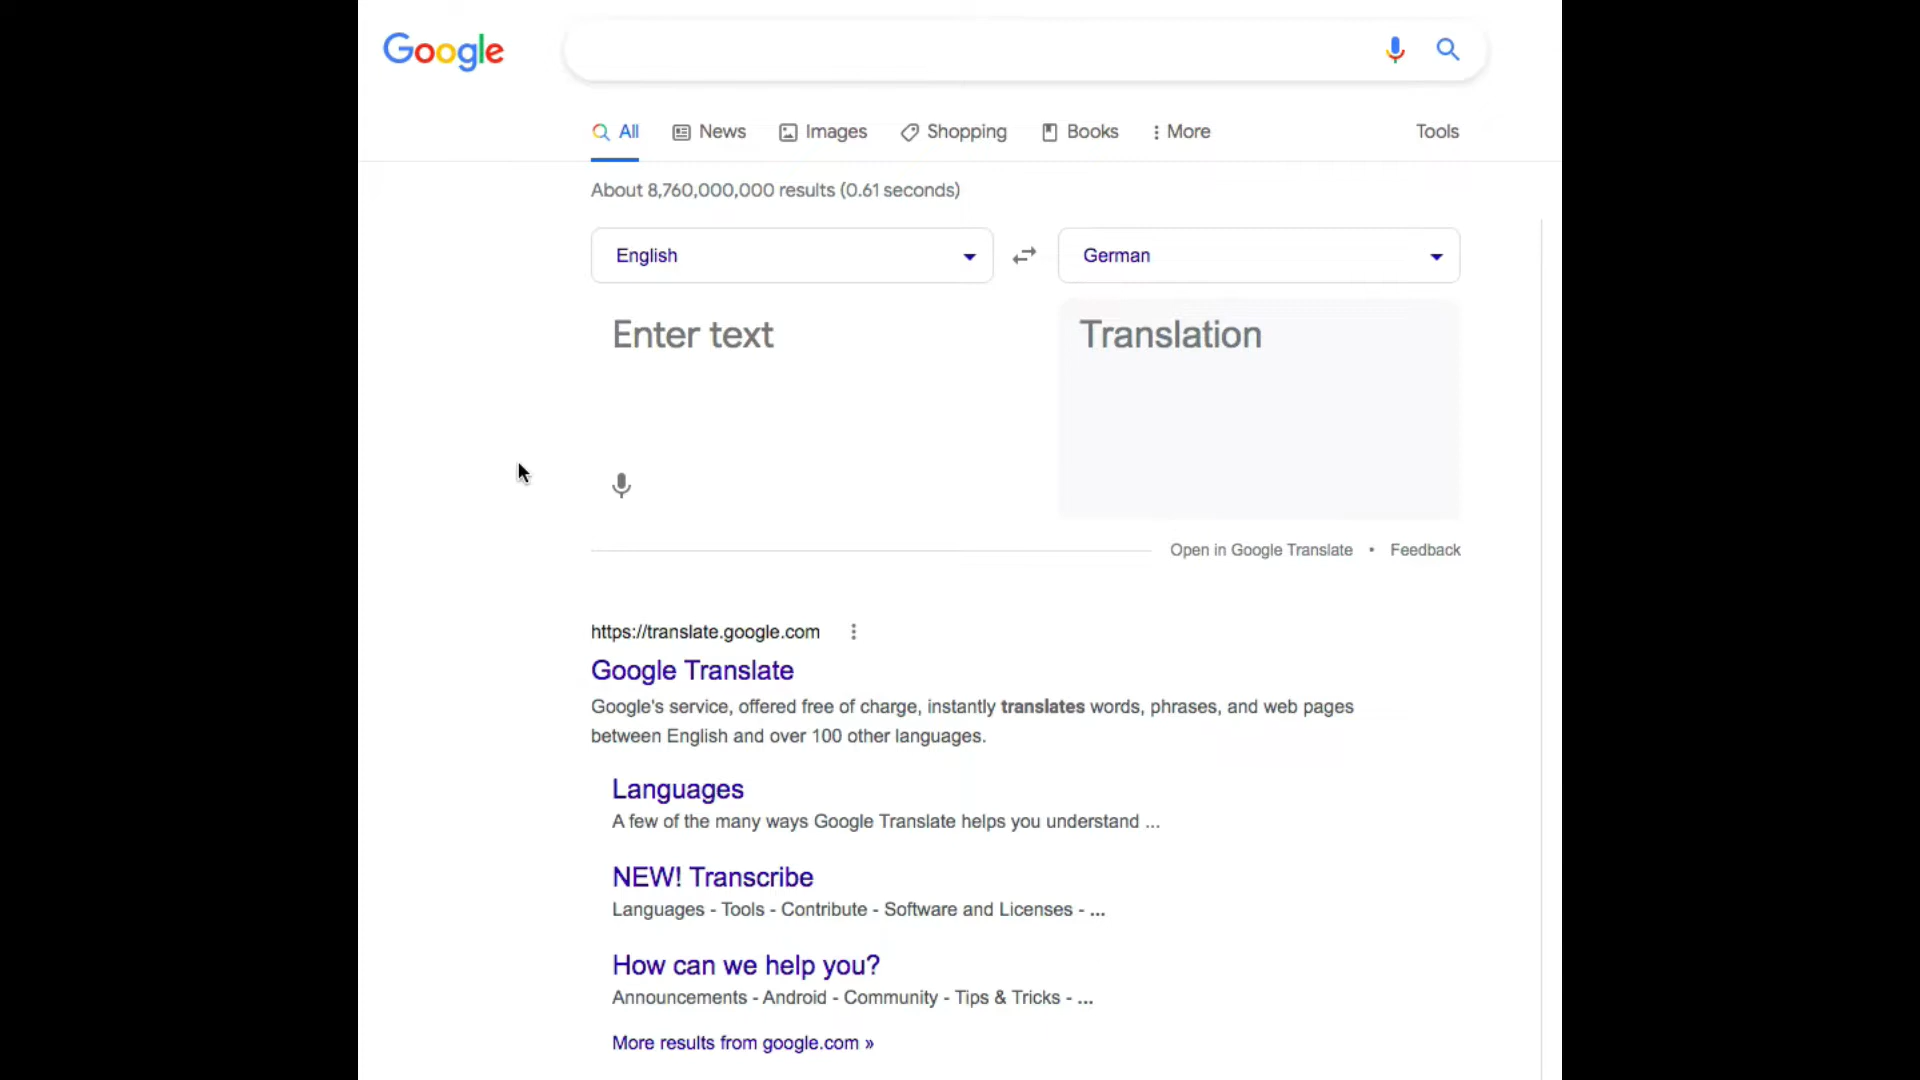 Google
All News Images Shopping Books More Tools
About 8,760,000,000 results (0.61 seconds)
English German
Enter text Translation
Open in Google Translate • Feedback
https://translate.google.com
Google Translate
Google's service, offered free of charge, instantly translates words, phrases, and web pages
between English and over 100 other languages.
Languages
A few of the many ways Google Translate helps you understand ...
NEW! Transcribe
Languages - Tools - Contribute - Software and Licenses - ...
How can we help you?
Announcements - Android - Community - Tips & Tricks - ...
More results from google.com »